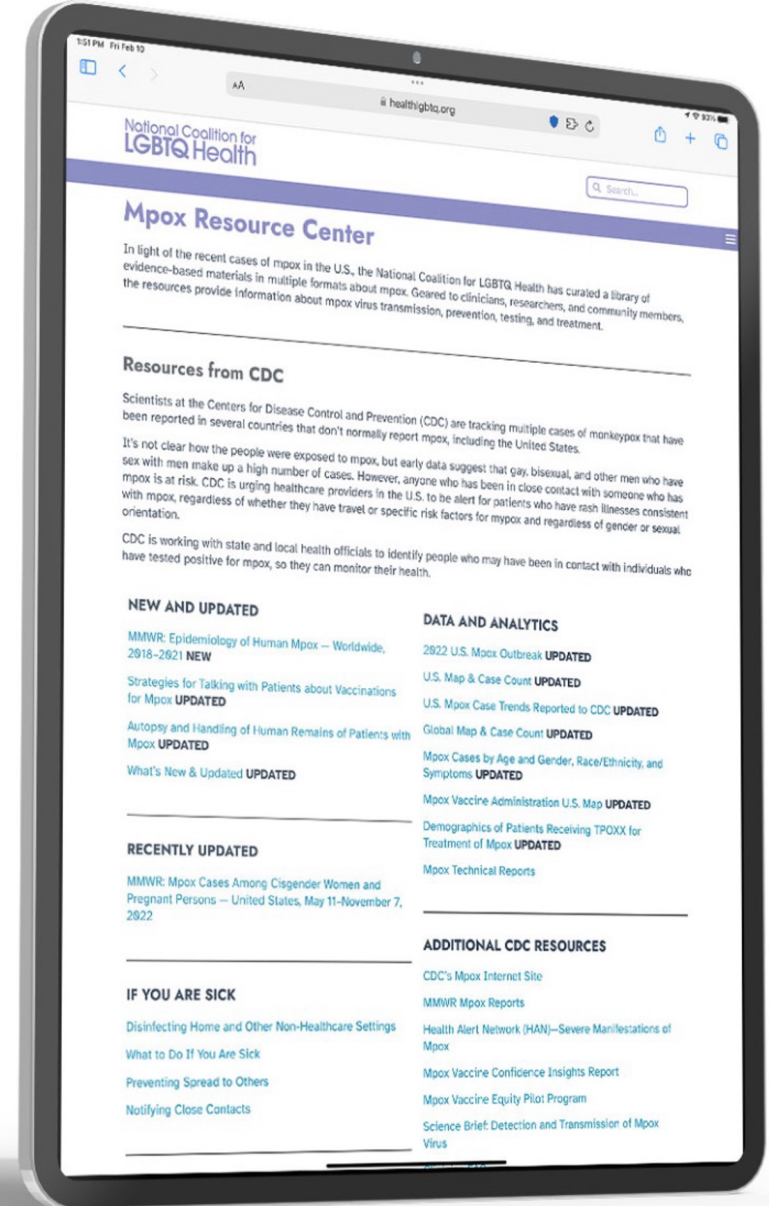 1:51 PM Fri Feb 10
AA
healthlgbtq.org
93%
National Coalition for
LGBTQ Health
Search...
Mpox Resource Center
In light of the recent cases of mpox in the U.S., the National Coalition for LGBTQ Health has curated a library of
evidence-based materials in multiple formats about mpox. Geared to clinicians, researchers, and community members,
the resources provide information about mpox virus transmission, prevention, testing, and treatment.
Resources from CDC
Scientists at the Centers for Disease Control and Prevention (CDC) are tracking multiple cases of monkeypox that have
been reported in several countries that don't normally report mpox, including the United States.
It's not clear how the people were exposed to mpox, but early data suggest that gay, bisexual, and other men who have
sex with men make up a high number of cases. However, anyone who has been in close contact with someone who has
mpox is at risk. CDC is urging healthcare providers in the U.S. to be alert for patients who have rash illnesses consistent
with mpox, regardless of whether they have travel or specific risk factors for mypox and regardless of gender or sexual
orientation.
CDC is working with state and local health officials to identify people who may have been in contact with individuals who
have tested positive for mpox, so they can monitor their health.
NEW AND UPDATED
MMWR: Epidemiology of Human Mpox — Worldwide,
2018–2021 NEW
Strategies for Talking with Patients about Vaccinations
for Mpox UPDATED
Autopsy and Handling of Human Remains of Patients with
Mpox UPDATED
What's New & Updated UPDATED
RECENTLY UPDATED
MMWR: Mpox Cases Among Cisgender Women and
Pregnant Persons — United States, May 11–November 7,
2022
IF YOU ARE SICK
Disinfecting Home and Other Non-Healthcare Settings
What to Do If You Are Sick
Preventing Spread to Others
Notifying Close Contacts
DATA AND ANALYTICS
2022 U.S. Mpox Outbreak UPDATED
U.S. Map & Case Count UPDATED
U.S. Mpox Case Trends Reported to CDC UPDATED
Global Map & Case Count UPDATED
Mpox Cases by Age and Gender, Race/Ethnicity, and
Symptoms UPDATED
Mpox Vaccine Administration U.S. Map UPDATED
Demographics of Patients Receiving TPOXX for
Treatment of Mpox UPDATED
Mpox Technical Reports
ADDITIONAL CDC RESOURCES
CDC's Mpox Internet Site
MMWR Mpox Reports
Health Alert Network (HAN)—Severe Manifestations of
Mpox
Mpox Vaccine Confidence Insights Report
Mpox Vaccine Equity Pilot Program
Science Brief: Detection and Transmission of Mpox
Virus